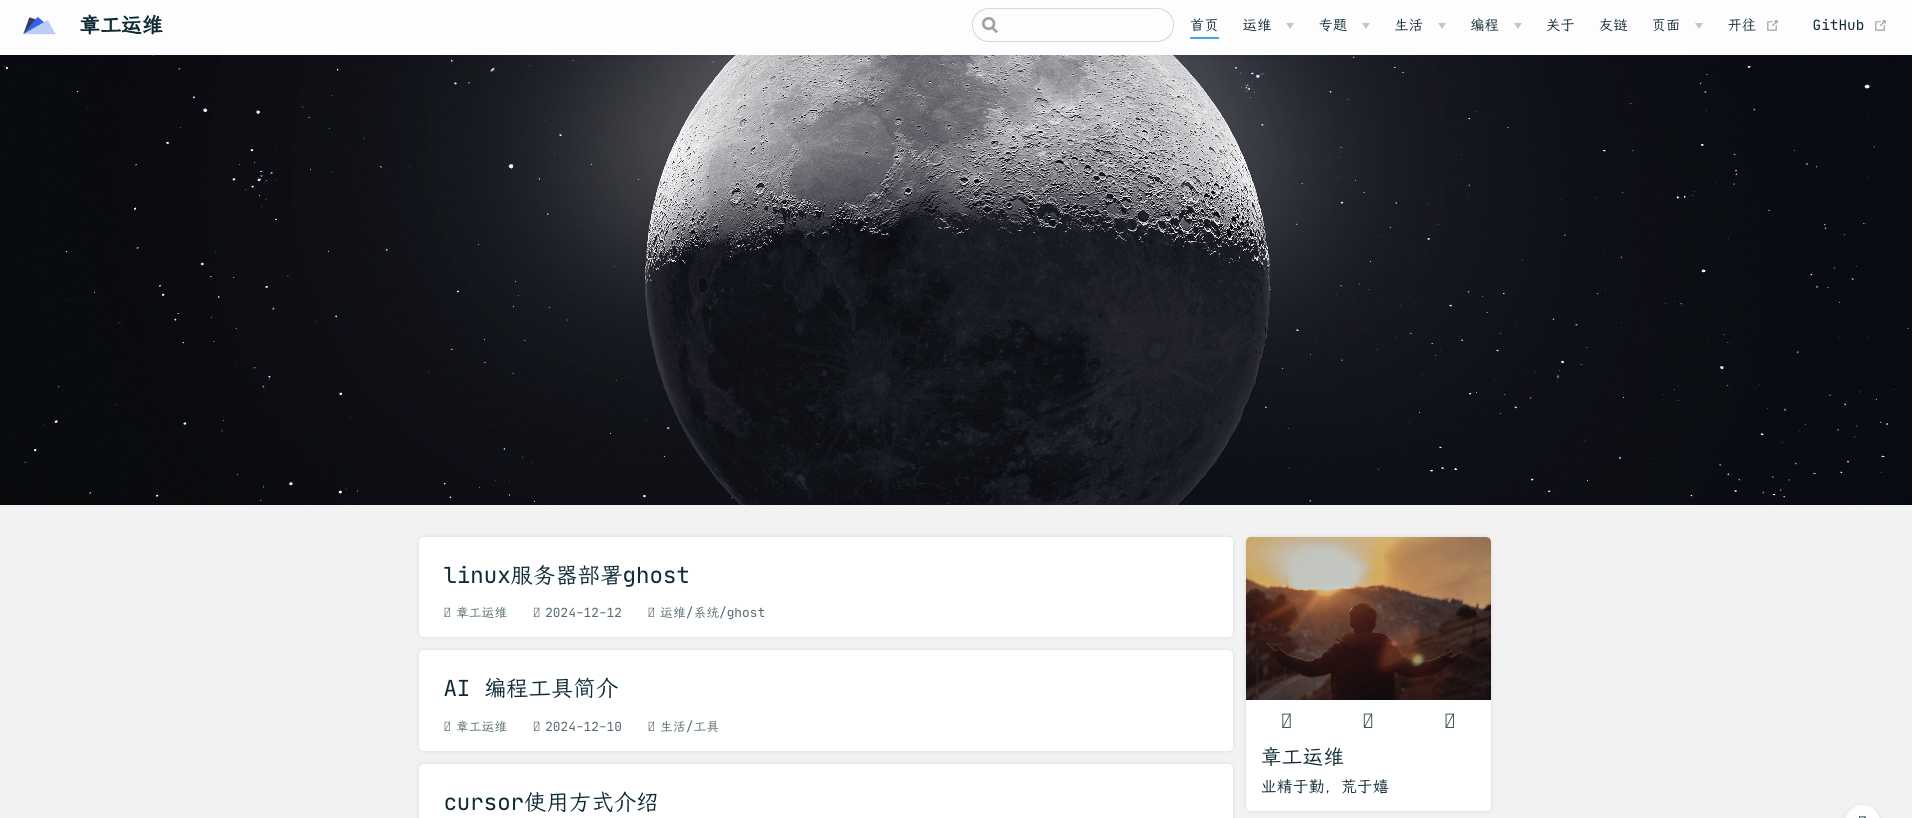 章工运维
首页 运维 专题 生活 编程 关于 友链 页面 开往 GitHub
linux服务器部署ghost
章工运维 2024-12-12 运维/系统/ghost
AI 编程工具简介
章工运维 2024-12-10 生活/工具
cursor使用方式介绍
章工运维
业精于勤，荒于嬉